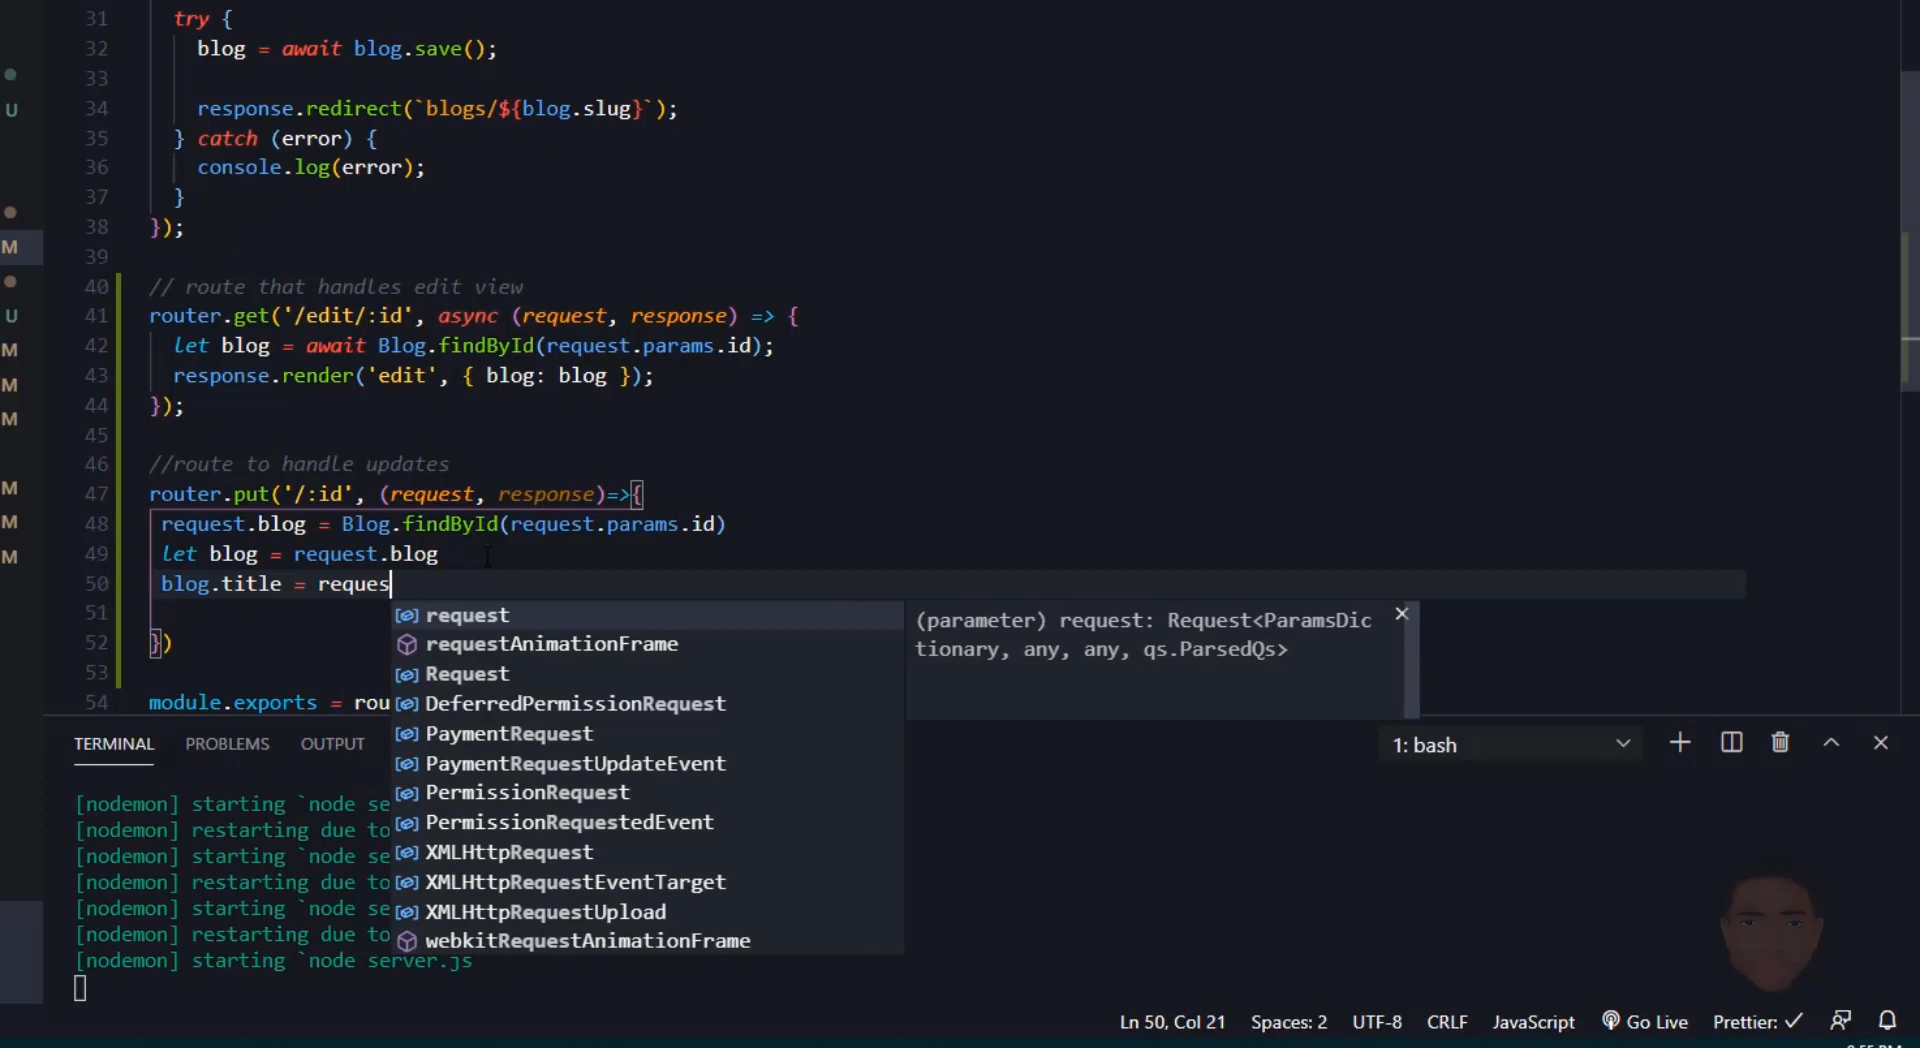 31 try {
32 blog = await blog.save();
33
34 response.redirect(`blogs/${blog.slug}`);
35 } catch (error) {
36 console.log(error);
37 }
38 });
39
40 // route that handles edit view
41 router.get('/edit/:id', async (request, response) => {
42 let blog = await Blog.findById(request.params.id);
43 response.render('edit', { blog: blog });
44 });
45
46 //route to handle updates
47 router.put('/:id', (request, response)=>{
48 request.blog = Blog.findById(request.params.id)
49 let blog = request.blog
50 blog.title = reques
51
52 })
53
54 module.exports = rou
U
M
U
M
M
M
M
M
M
request
requestAnimationFrame
Request
DeferredPermissionRequest
PaymentRequest
PaymentRequestUpdateEvent
PermissionRequest
PermissionRequestedEvent
XMLHttpRequest
XMLHttpRequestEventTarget
XMLHttpRequestUpload
webkitRequestAnimationFrame
(parameter) request: Request<ParamsDic
tionary, any, any, qs.ParsedQs>
TERMINAL PROBLEMS OUTPUT 1: bash
[nodemon] starting `node se
[nodemon] restarting due to
[nodemon] starting `node se
[nodemon] restarting due to
[nodemon] starting `node se
[nodemon] restarting due to
[nodemon] starting `node server.js
Ln 50, Col 21 Spaces: 2 UTF-8 CRLF JavaScript Go Live Prettier: ✓